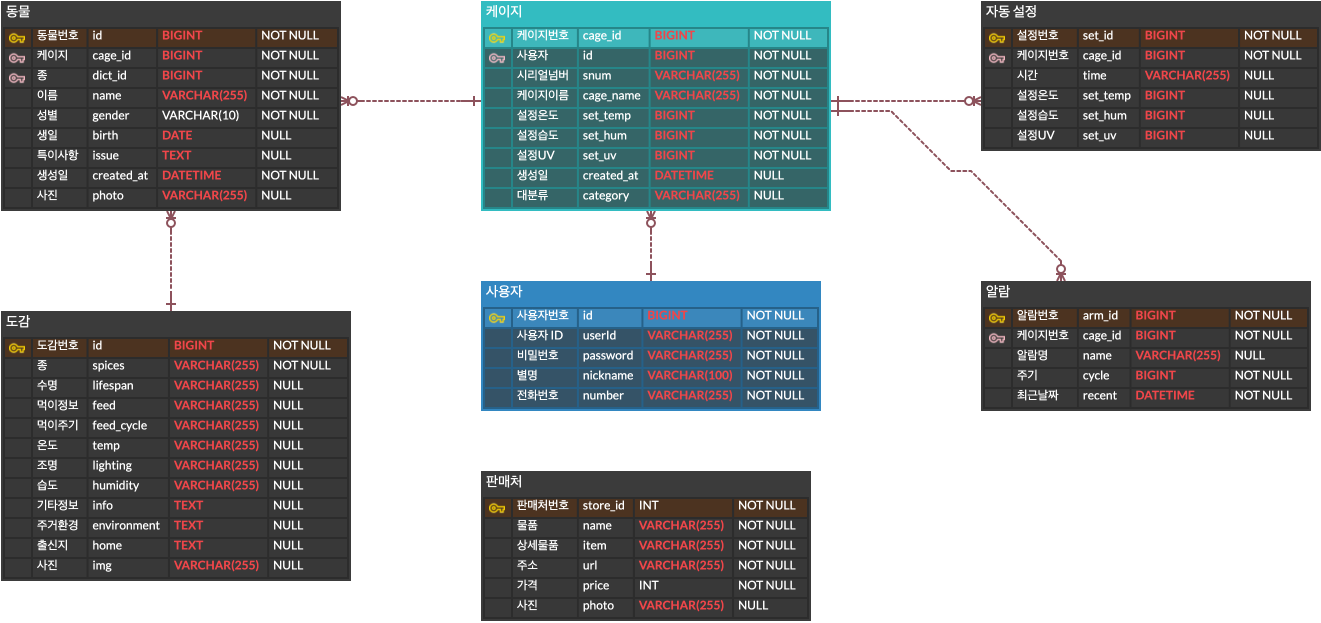 동물
동물번호 id BIGINT NOT NULL
케이지 cage_id BIGINT NOT NULL
종 dict_id BIGINT NOT NULL
이름 name VARCHAR(255) NOT NULL
성별 gender VARCHAR(10) NOT NULL
생일 birth DATE NULL
특이사항 issue TEXT NULL
생성일 created_at DATETIME NOT NULL
사진 photo VARCHAR(255) NULL
케이지
케이지번호 cage_id BIGINT NOT NULL
사용자 id BIGINT NOT NULL
시리얼넘버 snum VARCHAR(255) NOT NULL
케이지이름 cage_name VARCHAR(255) NOT NULL
설정온도 set_temp BIGINT NOT NULL
설정습도 set_hum BIGINT NOT NULL
설정UV set_uv BIGINT NOT NULL
생성일 created_at DATETIME NULL
대분류 category VARCHAR(255) NULL
자동 설정
설정번호 set_id BIGINT NOT NULL
케이지번호 cage_id BIGINT NOT NULL
시간 time VARCHAR(255) NULL
설정온도 set_temp BIGINT NULL
설정습도 set_hum BIGINT NULL
설정UV set_uv BIGINT NULL
도감
도감번호 id BIGINT NOT NULL
종 spices VARCHAR(255) NOT NULL
수명 lifespan VARCHAR(255) NULL
먹이정보 feed VARCHAR(255) NULL
먹이주기 feed_cycle VARCHAR(255) NULL
온도 temp VARCHAR(255) NULL
조명 lighting VARCHAR(255) NULL
습도 humidity VARCHAR(255) NULL
기타정보 info TEXT NULL
주거환경 environment TEXT NULL
출신지 home TEXT NULL
사진 img VARCHAR(255) NULL
사용자
사용자번호 id BIGINT NOT NULL
사용자 ID userId VARCHAR(255) NOT NULL
비밀번호 password VARCHAR(255) NOT NULL
별명 nickname VARCHAR(100) NOT NULL
전화번호 number VARCHAR(255) NOT NULL
알람
알람번호 arm_id BIGINT NOT NULL
케이지번호 cage_id BIGINT NOT NULL
알람명 name VARCHAR(255) NULL
주기 cycle BIGINT NOT NULL
최근날짜 recent DATETIME NOT NULL
판매처
판매처번호 store_id INT NOT NULL
물품 name VARCHAR(255) NOT NULL
상세물품 item VARCHAR(255) NOT NULL
주소 url VARCHAR(255) NOT NULL
가격 price INT NOT NULL
사진 photo VARCHAR(255) NULL